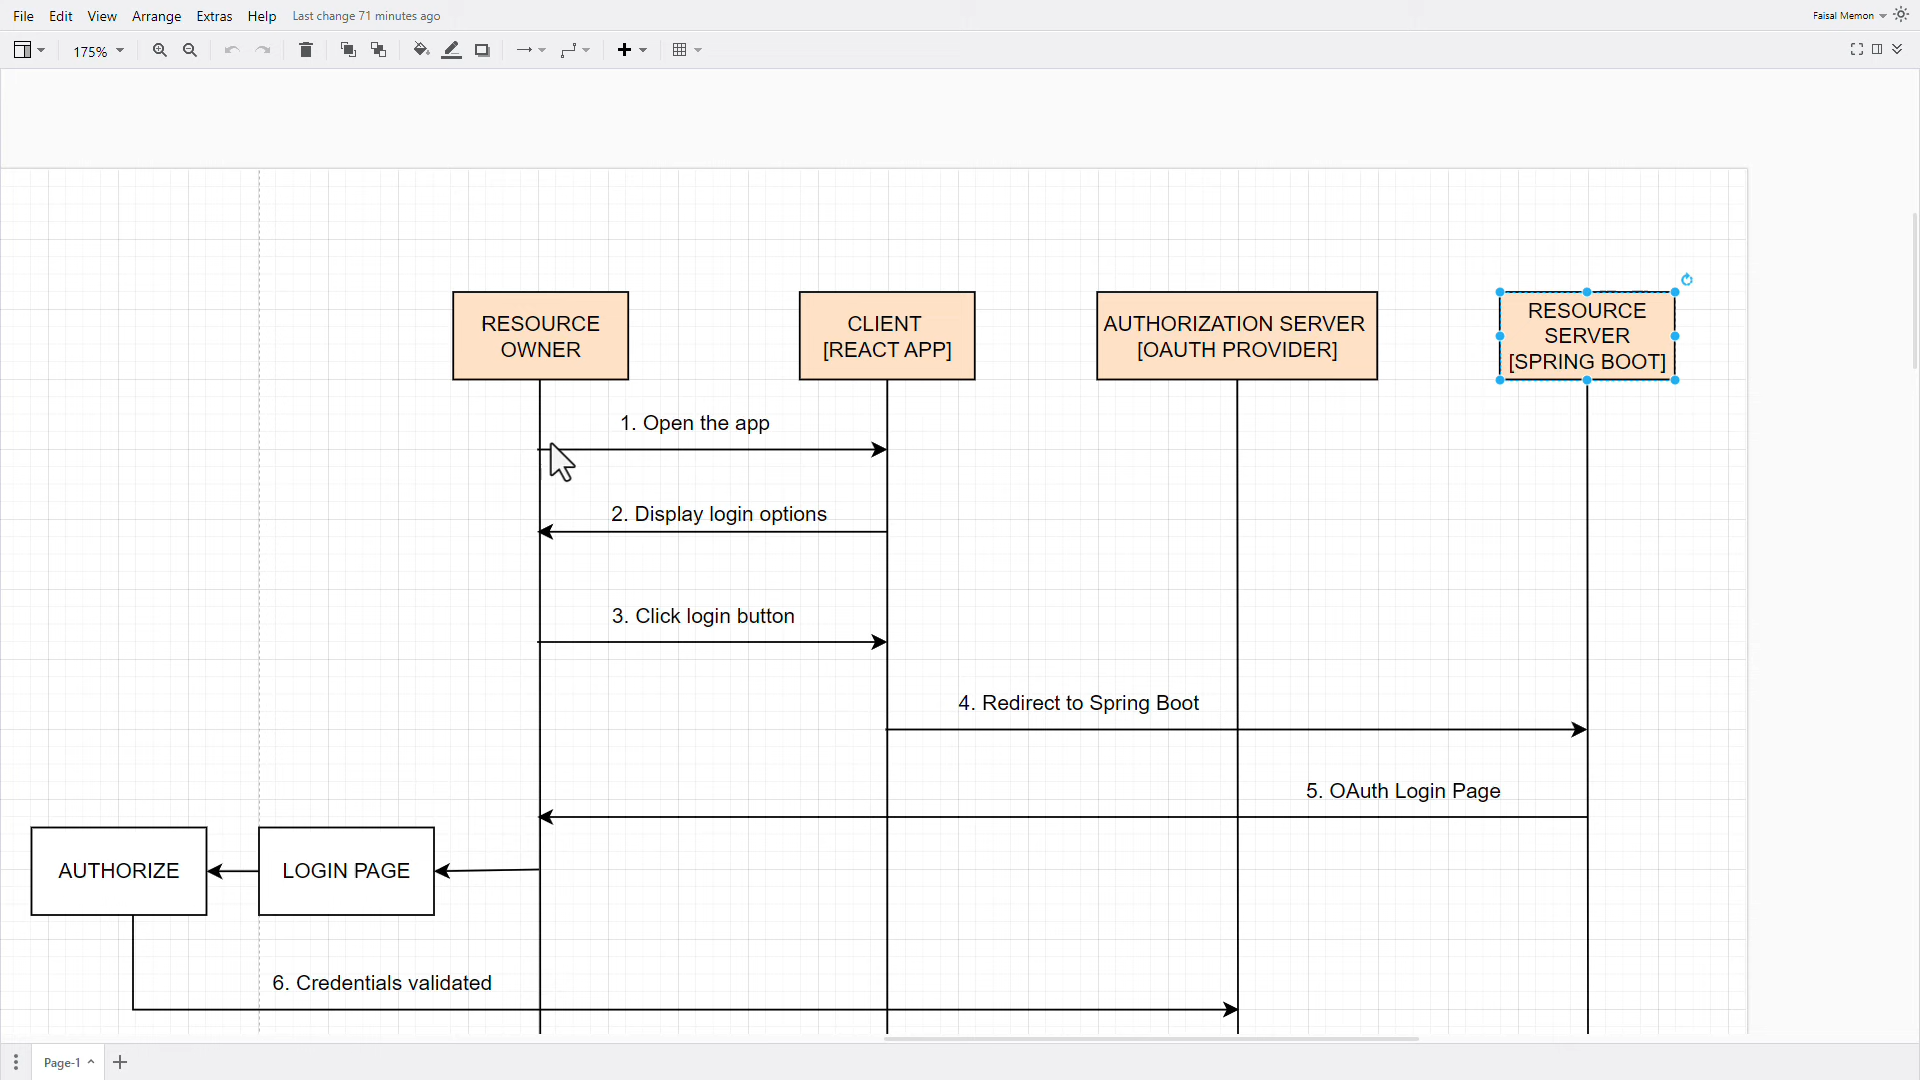 File Edit View Arrange Extras Help Last change 71 minutes ago
Faisal Memon
175%
RESOURCE
OWNER
CLIENT
[REACT APP]
AUTHORIZATION SERVER
[OAUTH PROVIDER]
RESOURCE
SERVER
[SPRING BOOT]
1. Open the app
2. Display login options
3. Click login button
4. Redirect to Spring Boot
5. OAuth Login Page
AUTHORIZE
LOGIN PAGE
6. Credentials validated
Page-1